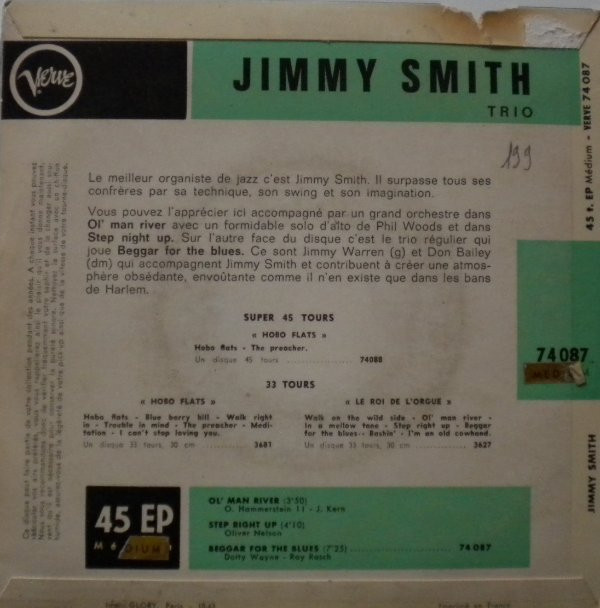 Verve
JIMMY SMITH
TRIO
139
Le meilleur organiste de jazz c'est Jimmy Smith. Il surpasse tous ses
confrères par sa technique, son swing et son imagination.
Vous pouvez l'apprécier ici accompagné par un grand orchestre dans
Ol' man river avec un formidable solo d'alto de Phil Woods et dans
Step night up. Sur l'autre face du disque c'est le trio régulier qui
joue Beggar for the blues. Ce sont Jimmy Warren (g) et Don Bailey
(dm) qui accompagnent Jimmy Smith et contribuent à créer une atmos-
phère obsédante, envoûtante comme il n'en existe que dans les bans
de Harlem.
SUPER 45 TOURS
« HOBO FLATS »
Hobo flats - The preacher.
Un disque 45 tours 74088
33 TOURS
« HOBO FLATS »
Hobo flats - Blue berry hill - Walk right
in - Trouble in mind - The preacher - Medi-
tation - I can't stop loving you.
Un disque 33 tours, 30 cm 3681
« LE ROI DE L'ORGUE »
Walk on the wild side - Ol' man river -
In a mellow tone - Step right up - Beggar
for the blues - Bashin' - I'm an old cowhand.
Un disque 33 tours, 30 cm 3627
45 EP
OL' MAN RIVER (3'50)
O. Hammerstein II - J. Kern
STEP RIGHT UP (4'10)
Oliver Nelson
BEGGAR FOR THE BLUES (7'25) 74087
45 t. EP Médium - VERVE 74 087
74087
JIMMY SMITH